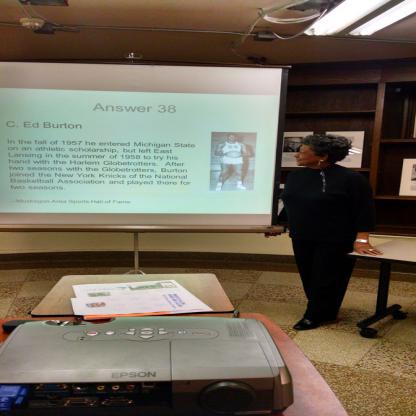 Answer 38
C. Ed Burton
In the fall of 1957 he entered Michigan State
on an athletic scholarship, but left East
Lansing in the summer of 1958 to try his
hand with the Harlem Globetrotters. After
two seasons with the Globetrotters, Burton
joined the New York Knicks of the National
Basketball Association and played there for
two seasons.
-Muskegon Area Sports Hall of Fame
EPSON